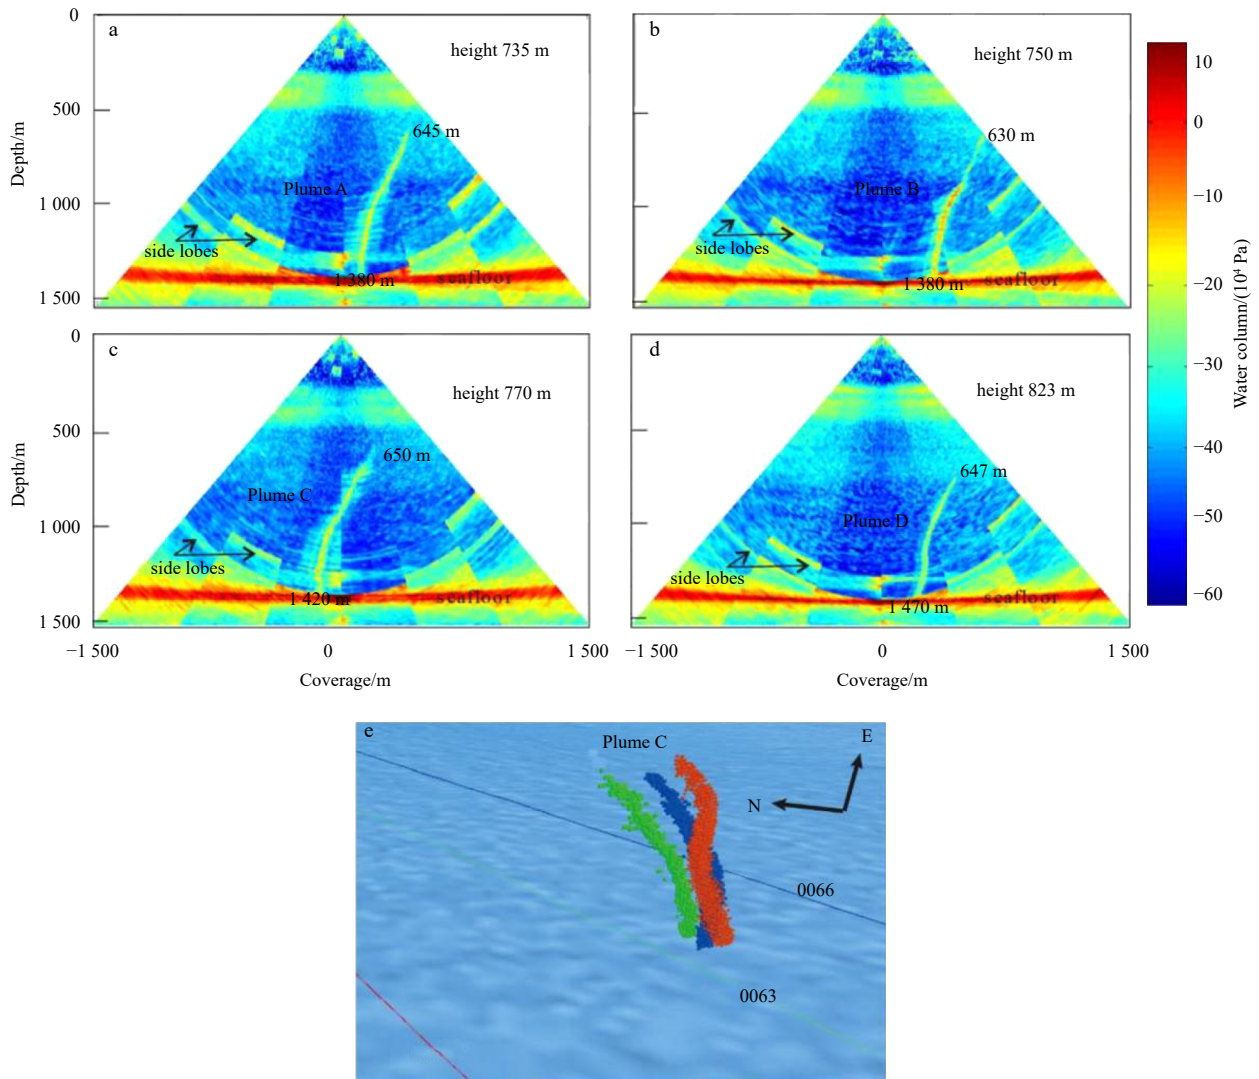 0
a
height 735 m
500
645 m
Depth/m
Plume A
1 000
side lobes
1 380 m
seafloor
1 500
b
height 750 m
630 m
Plume B
side lobes
1 380 m
seafloor
10
0
−10
−20
−30
−40
−50
−60
Water column/(10⁴ Pa)
0
c
height 770 m
500
650 m
Depth/m
Plume C
1 000
side lobes
1 420 m
seafloor
1 500
−1 500
0
1 500
Coverage/m
d
height 823 m
647 m
Plume D
side lobes
1 470 m
seafloor
−1 500
0
1 500
Coverage/m
e
Plume C
E
N
0066
0063